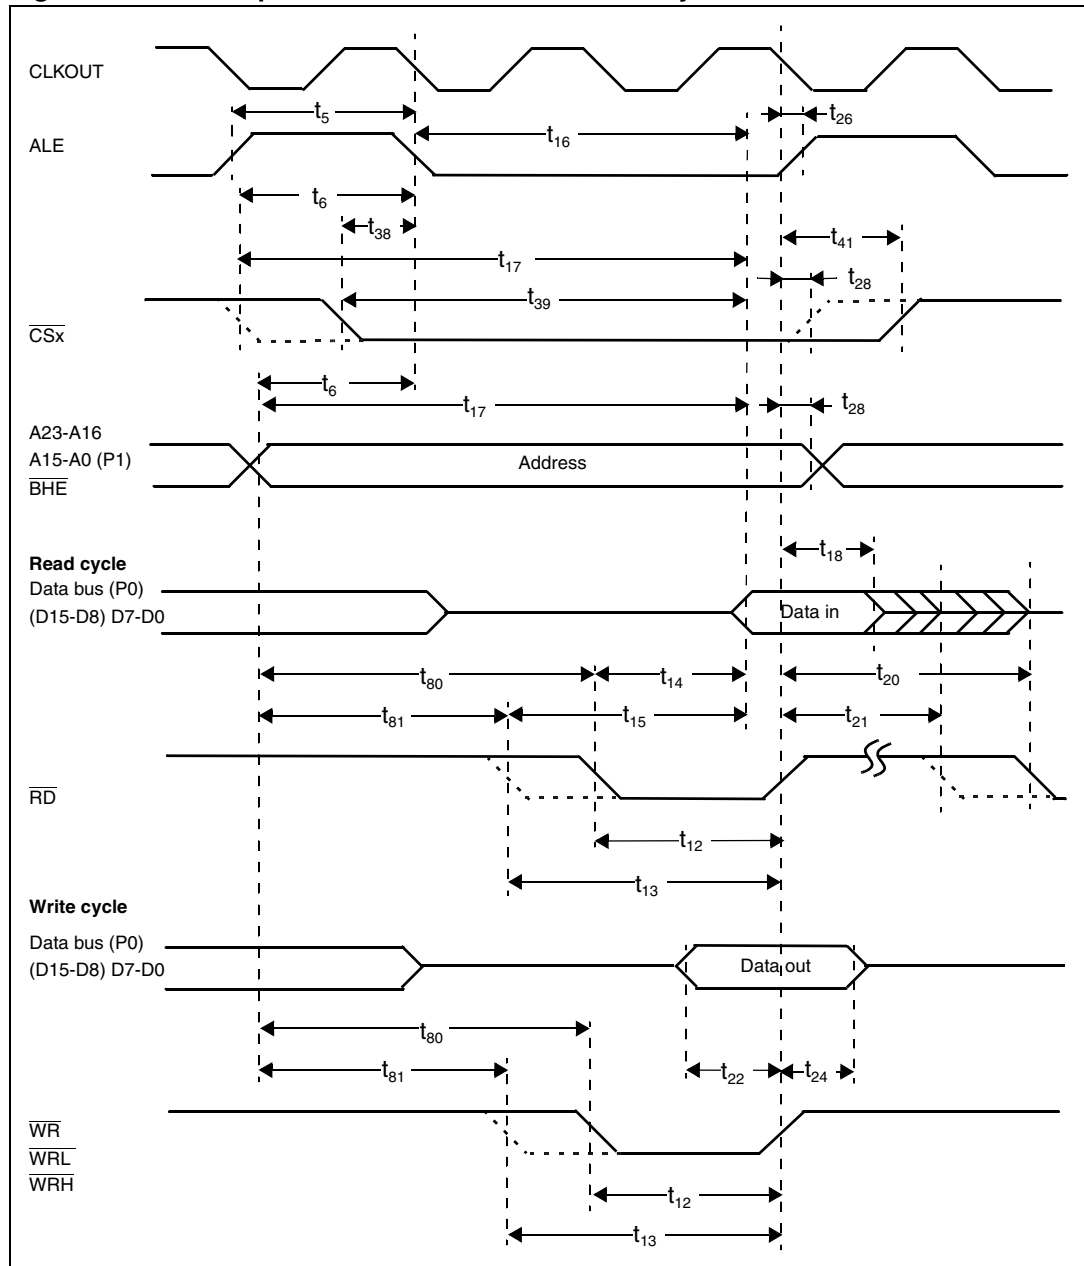 CLKOUT
t5
t26
ALE
t16
t6
t38
t41
t17
t28
t39
CSx
t6
t17
t28
A23-A16
A15-A0 (P1)
Address
BHE
t18
Read cycle
Data bus (P0)
(D15-D8) D7-D0
Data in
t80
t14
t20
t81
t15
t21
RD
t12
t13
Write cycle
Data bus (P0)
(D15-D8) D7-D0
Data out
t80
t81
t22
t24
WR
WRL
WRH
t12
t13